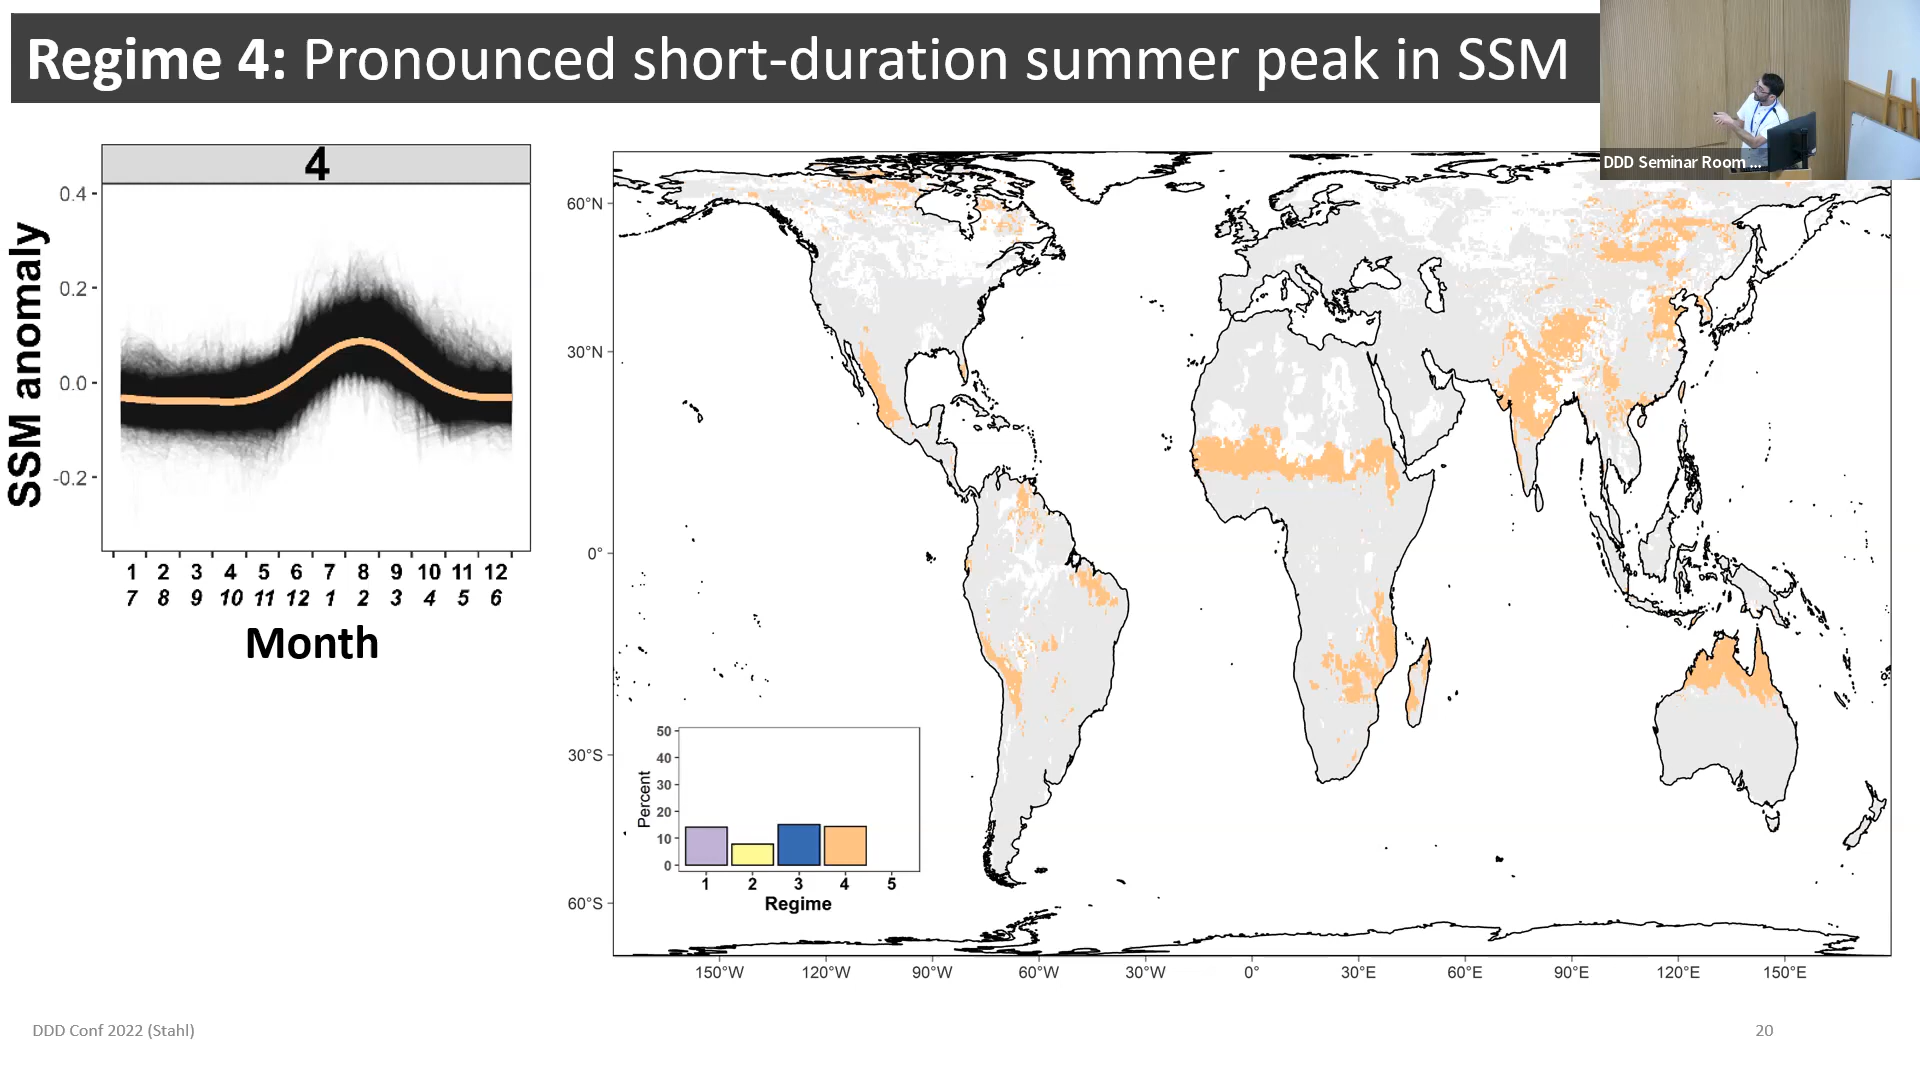 Regime 4: Pronounced short-duration summer peak in SSM
DDD Seminar Room ...
4
SSM anomaly
0.4
0.2
0.0
-0.2
1 2 3 4 5 6 7 8 9 10 11 12
7 8 9 10 11 12 1 2 3 4 5 6
Month
60°N
30°N
0°
30°S
60°S
150°W 120°W 90°W 60°W 30°W 0° 30°E 60°E 90°E 120°E 150°E
Percent
50
40
30
20
10
0
1 2 3 4 5
Regime
DDD Conf 2022 (Stahl)
20